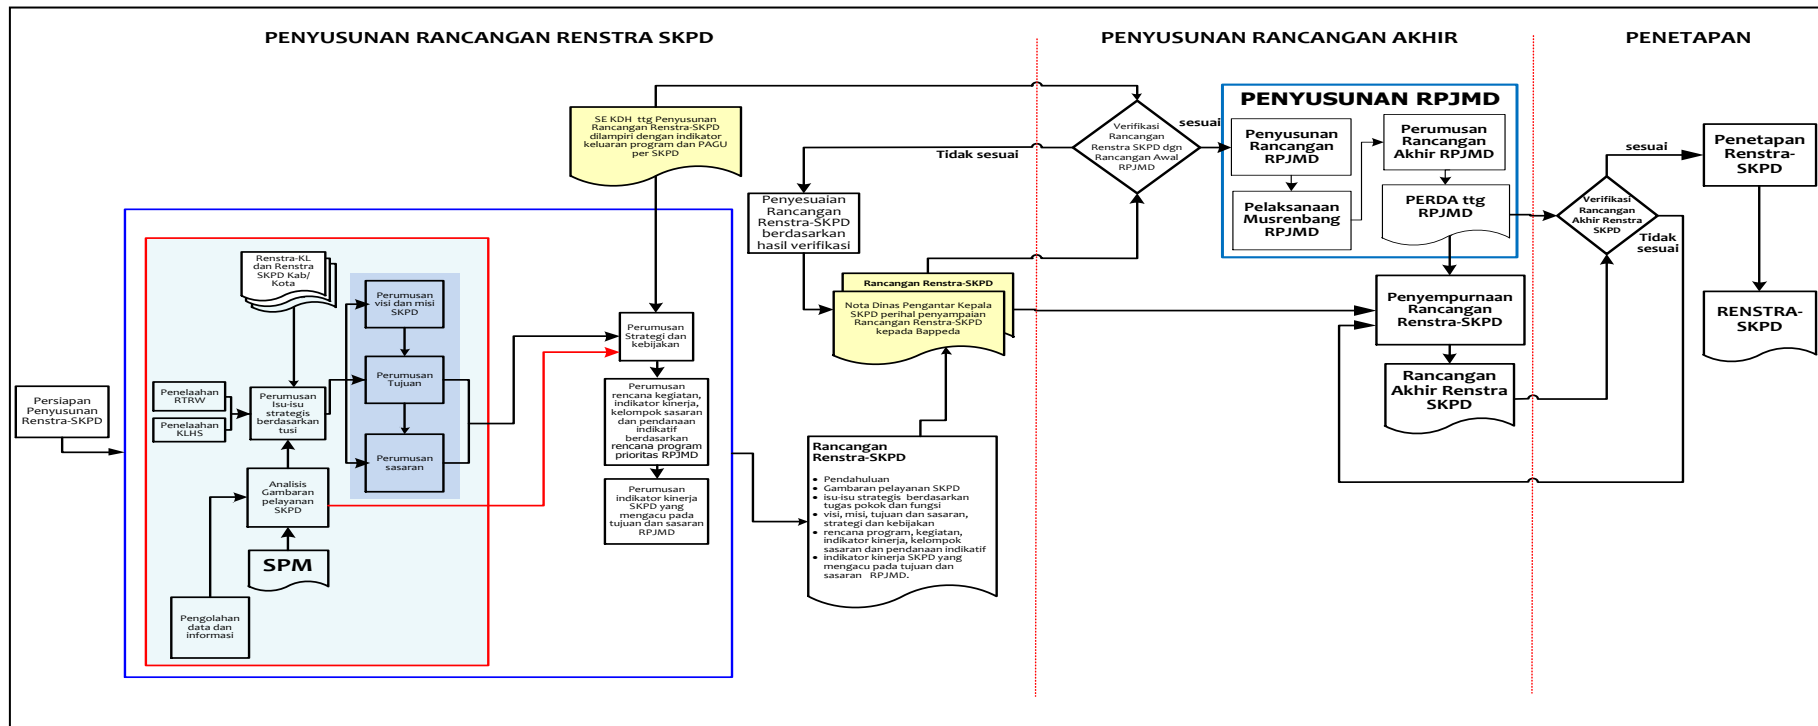 PENYUSUNAN RANCANGAN RENSTRA SKPD
PENYUSUNAN RANCANGAN AKHIR
PENETAPAN
Persiapan
Penyusunan
Renstra-SKPD
Renstra-KL
dan Renstra
SKPD Kab/
Kota
Penelaahan
RTRW
Penelaahan
KLHS
Perumusan
Isu-isu
strategis
berdasarkan
tusi
Analisis
Gambaran
pelayanan
SKPD
SPM
Pengolahan
data dan
informasi
Perumusan
visi dan misi
SKPD
Perumusan
Tujuan
Perumusan
sasaran
SE KDH ttg Penyusunan
Rancangan Renstra-SKPD
dilampiri dengan indikator
keluaran program dan PAGU
per SKPD
Perumusan
Strategi dan
kebijakan
Perumusan
rencana kegiatan,
indikator kinerja,
kelompok sasaran
dan pendanaan
indikatif
berdasarkan
rencana program
prioritas RPJMD
Perumusan
indikator kinerja
SKPD yang
mengacu pada
tujuan dan sasaran
RPJMD
Penyesuaian
Rancangan
Renstra-SKPD
berdasarkan
hasil verifikasi
Rancangan Renstra-SKPD
Nota Dinas Pengantar Kepala
SKPD perihal penyampaian
Rancangan Renstra-SKPD
kepada Bappeda
Rancangan
Renstra-SKPD
• Pendahuluan
• Gambaran pelayanan SKPD
• isu-isu strategis berdasarkan
tugas pokok dan fungsi
• visi, misi, tujuan dan sasaran,
strategi dan kebijakan
• rencana program, kegiatan,
indikator kinerja, kelompok
sasaran dan pendanaan indikatif
• indikator kinerja SKPD yang
mengacu pada tujuan dan
sasaran RPJMD.
Tidak sesuai
Verifikasi
Rancangan
Renstra SKPD dgn
Rancangan Awal
RPJMD
sesuai
PENYUSUNAN RPJMD
Penyusunan
Rancangan
RPJMD
Pelaksanaan
Musrenbang
RPJMD
Perumusan
Rancangan
Akhir RPJMD
PERDA ttg
RPJMD
Penyempurnaan
Rancangan
Renstra-SKPD
Rancangan
Akhir Renstra
SKPD
Verifikasi
Rancangan
Akhir Renstra
SKPD
sesuai
Tidak
sesuai
Penetapan
Renstra-
SKPD
RENSTRA-
SKPD